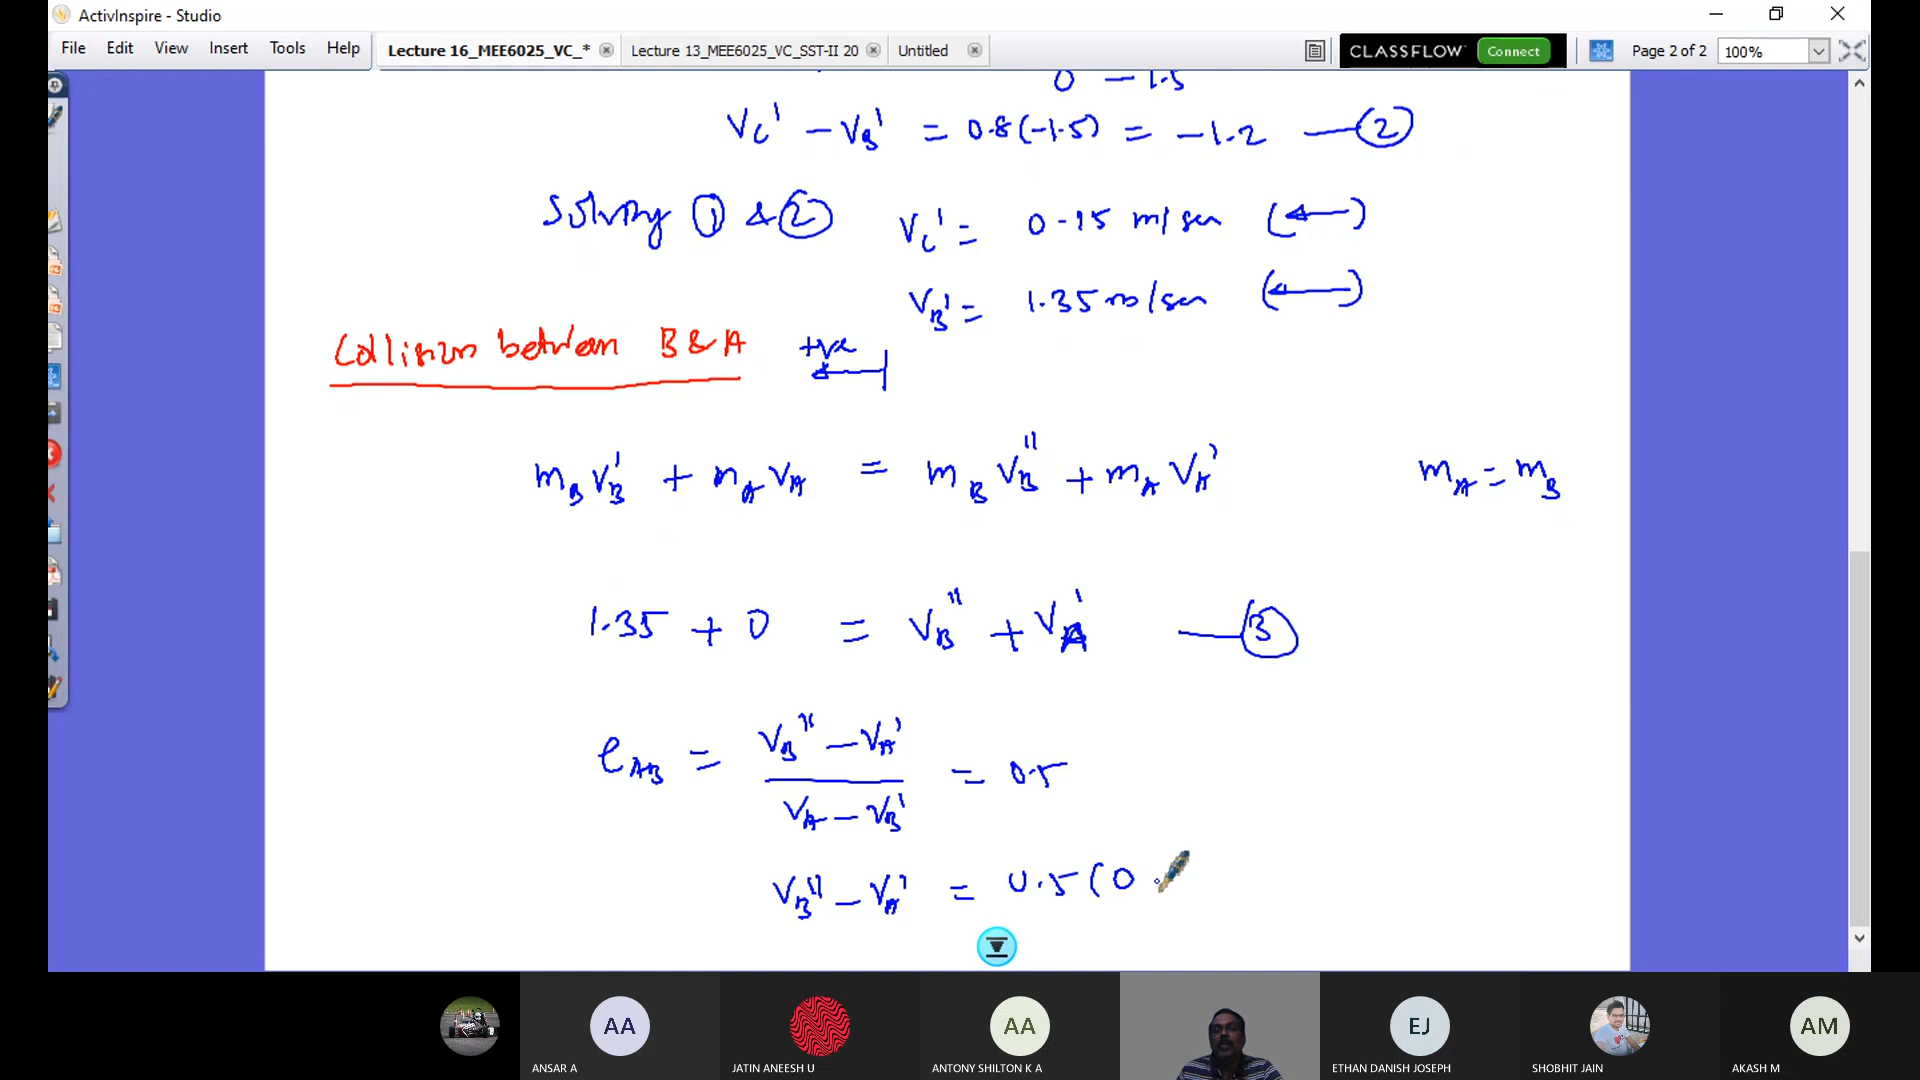 ActivInspire - Studio
File Edit View Insert Tools Help
Lecture 16_MEE6025_VC_*
Lecture 13_MEE6025_VC_SST-II 20
Untitled
CLASSFLOW Connect
Page 2 of 2
100%
0 - 1.5
Vc' - VB' = 0.8(-1.5) = -1.2 — ②
Solving ① & ② Vc' = 0.15 m/sec (←)
VB' = 1.35 m/sec (←)
Collision between B & A +ve ←
mB VB' + mA VA = mB VB'' + mA VA' mA = mB
1.35 + 0 = VB'' + VA' — ③
eAB = (VB'' - VA') / (VA - VB') = 0.5
VB'' - VA' = 0.5(0
AA
AA
EJ
AM
ANSAR A
JATIN ANEESH U
ANTONY SHILTON K A
ETHAN DANISH JOSEPH
SHOBHIT JAIN
AKASH M